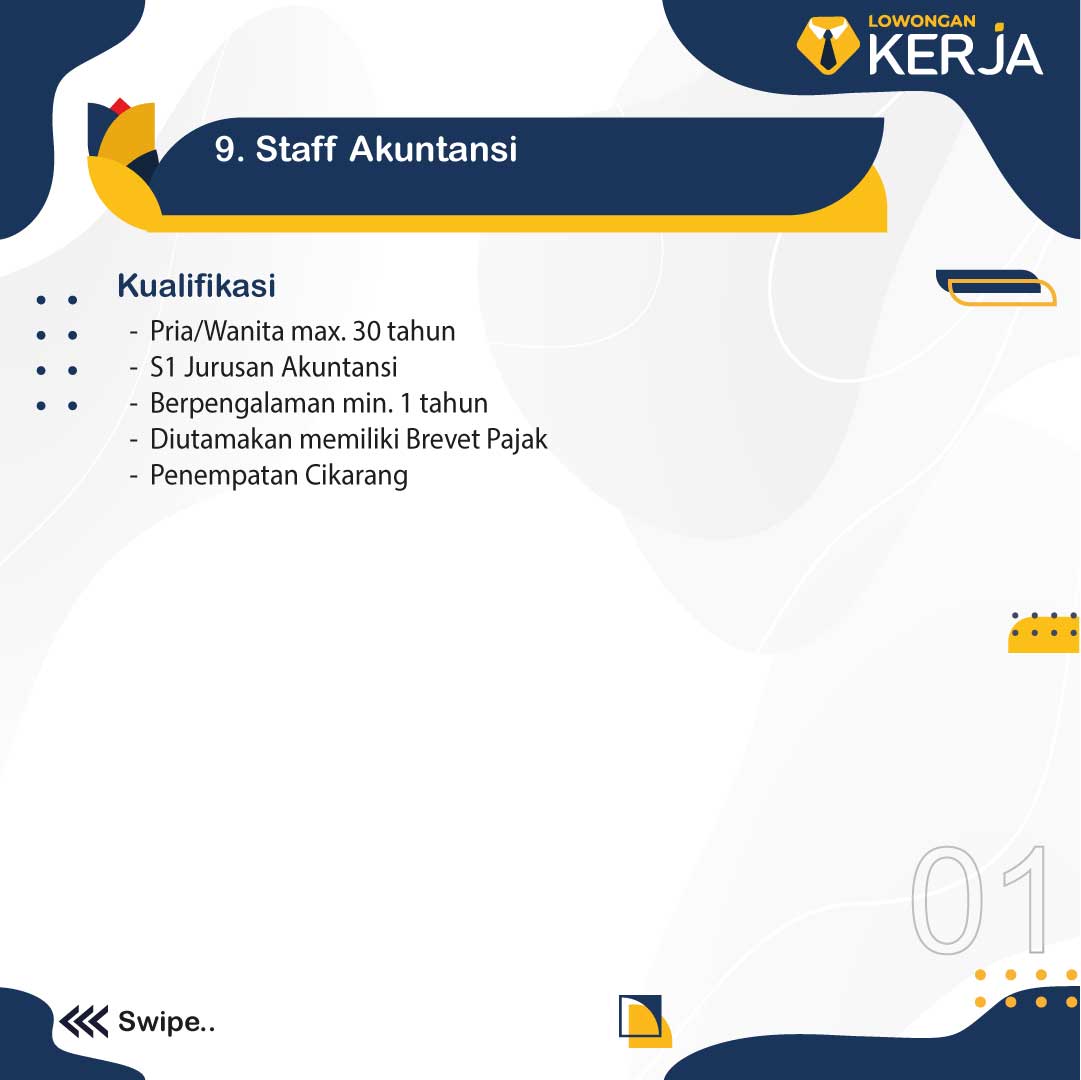 LOWONGAN
KERJA
9. Staff Akuntansi
Kualifikasi
- Pria/Wanita max. 30 tahun
- S1 Jurusan Akuntansi
- Berpengalaman min. 1 tahun
- Diutamakan memiliki Brevet Pajak
- Penempatan Cikarang
01
Swipe..